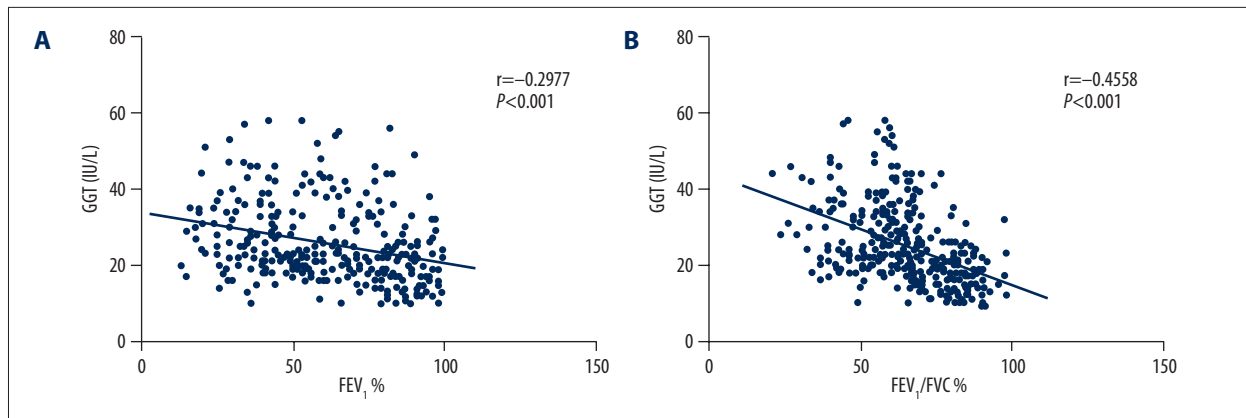 A
GGT (IU/L)
80
60
40
20
0
r=−0.2977
P<0.001
0 50 100 150
FEV₁ %
B
GGT (IU/L)
80
60
40
20
0
r=−0.4558
P<0.001
0 50 100 150
FEV₁/FVC %